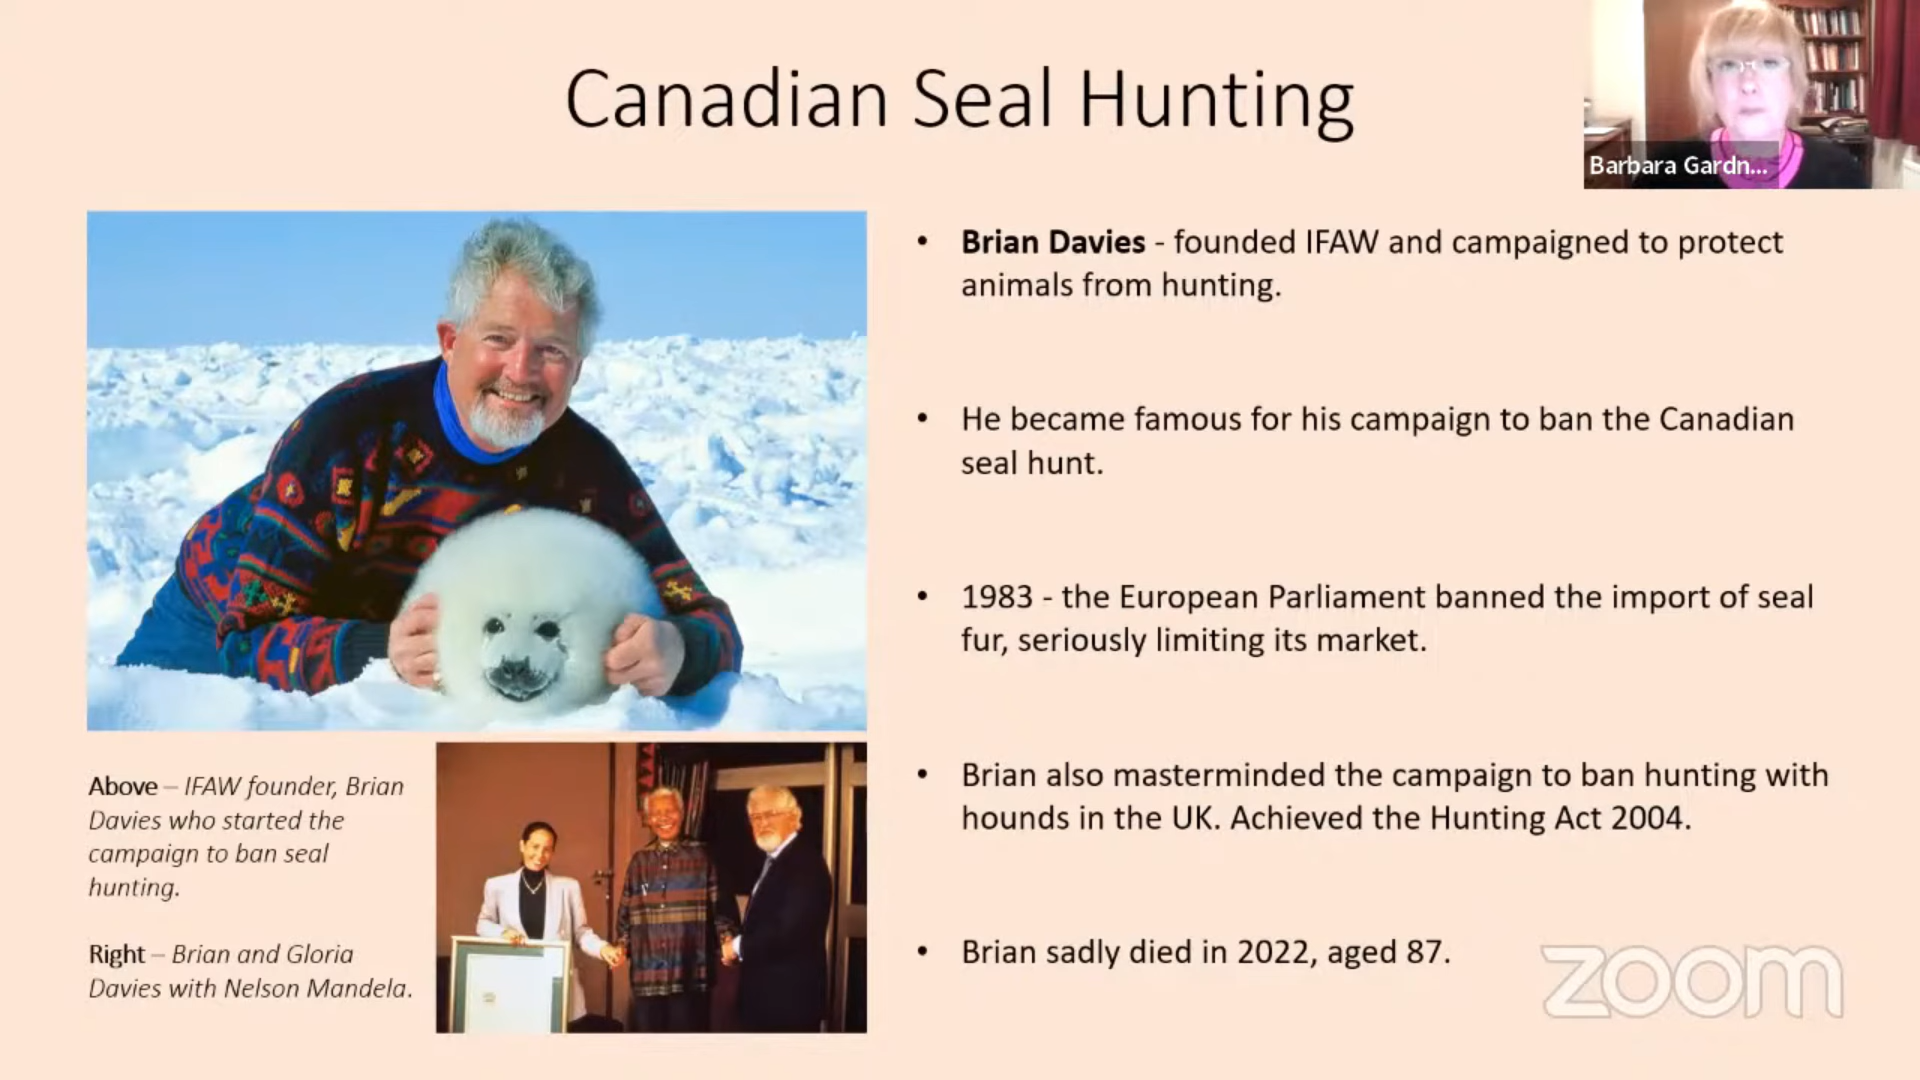 Canadian Seal Hunting
Barbara Gardn...
• Brian Davies - founded IFAW and campaigned to protect
animals from hunting.
• He became famous for his campaign to ban the Canadian
seal hunt.
• 1983 - the European Parliament banned the import of seal
fur, seriously limiting its market.
• Brian also masterminded the campaign to ban hunting with
hounds in the UK. Achieved the Hunting Act 2004.
• Brian sadly died in 2022, aged 87.
Above – IFAW founder, Brian
Davies who started the
campaign to ban seal
hunting.
Right – Brian and Gloria
Davies with Nelson Mandela.
zoom